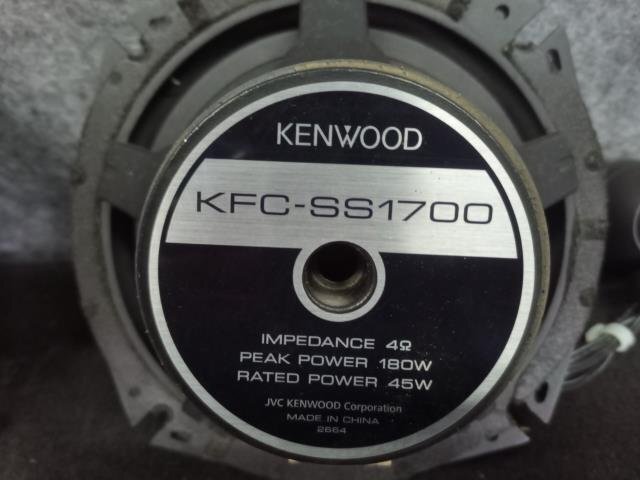 KENWOOD
KFC-SS1700
IMPEDANCE 4Ω
PEAK POWER 180W
RATED POWER 45W
JVC KENWOOD Corporation
MADE IN CHINA
2664